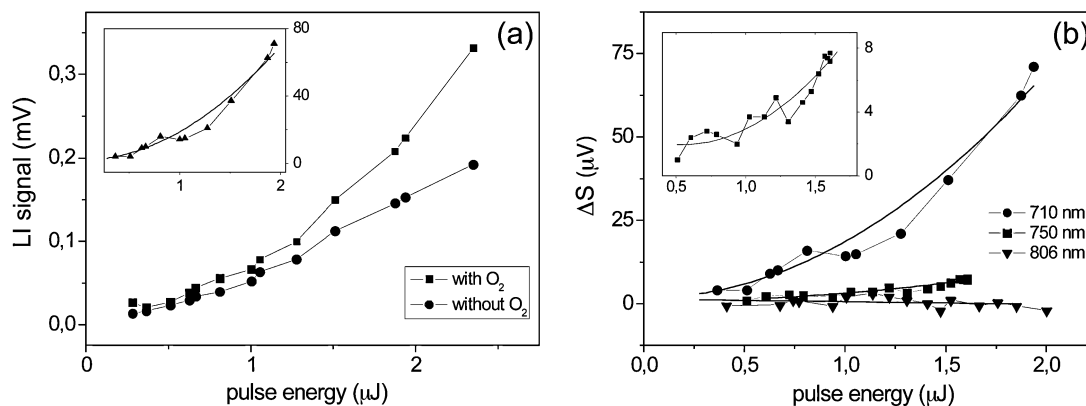 (a)
0,3
0,2
0,1
0,0
LI signal (mV)
80
40
0
1
2
with O2
without O2
0
1
2
pulse energy (μJ)
(b)
75
50
25
0
ΔS (μV)
8
6
4
2
0
0,5
1,0
1,5
710 nm
750 nm
806 nm
0,0
0,5
1,0
1,5
2,0
pulse energy (μJ)